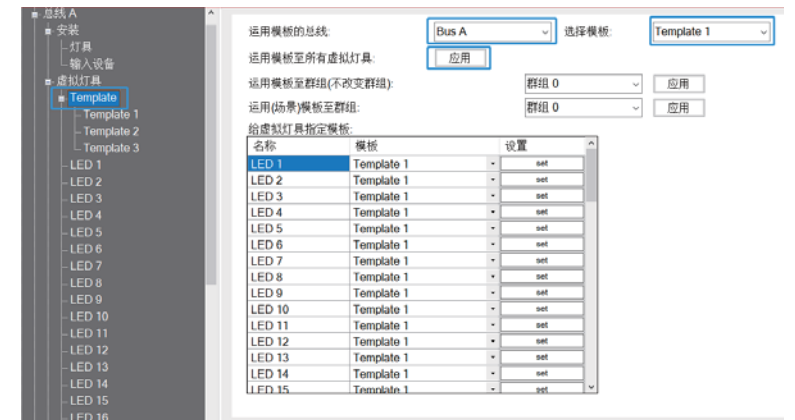 总线 A
安装
灯具
输入设备
虚拟灯具
Template
Template 1
Template 2
Template 3
LED 1
LED 2
LED 3
LED 4
LED 5
LED 6
LED 7
LED 8
LED 9
LED 10
LED 11
LED 12
LED 13
LED 14
LED 15
LED 16
运用模板的总线: Bus A 选择模板: Template 1
运用模板至所有虚拟灯具: 应用
运用模板至群组(不改变群组): 群组 0 应用
运用(场景)模板至群组: 群组 0 应用
给虚拟灯具指定模板:
名称 模板 设置
LED 1 Template 1 set
LED 2 Template 1 set
LED 3 Template 1 set
LED 4 Template 1 set
LED 5 Template 1 set
LED 6 Template 1 set
LED 7 Template 1 set
LED 8 Template 1 set
LED 9 Template 1 set
LED 10 Template 1 set
LED 11 Template 1 set
LED 12 Template 1 set
LED 13 Template 1 set
LED 14 Template 1 set
LED 15 Template 1 set